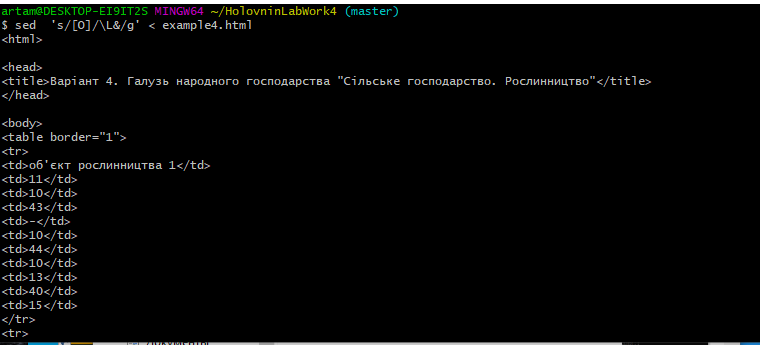 artam@DESKTOP-EI9IT2S MINGW64 ~/HolovninLabWork4 (master)
$ sed  's/[О]/\L&/g' < example4.html
<html>
<head>
<title>Варіант 4. Галузь народного господарства "Сільське господарство. Рослинництво"</title>
</head>
<body>
<table border="1">
<tr>
<td>об'єкт рослинництва 1</td>
<td>11</td>
<td>10</td>
<td>43</td>
<td>-</td>
<td>10</td>
<td>44</td>
<td>10</td>
<td>13</td>
<td>40</td>
<td>15</td>
</tr>
<tr>